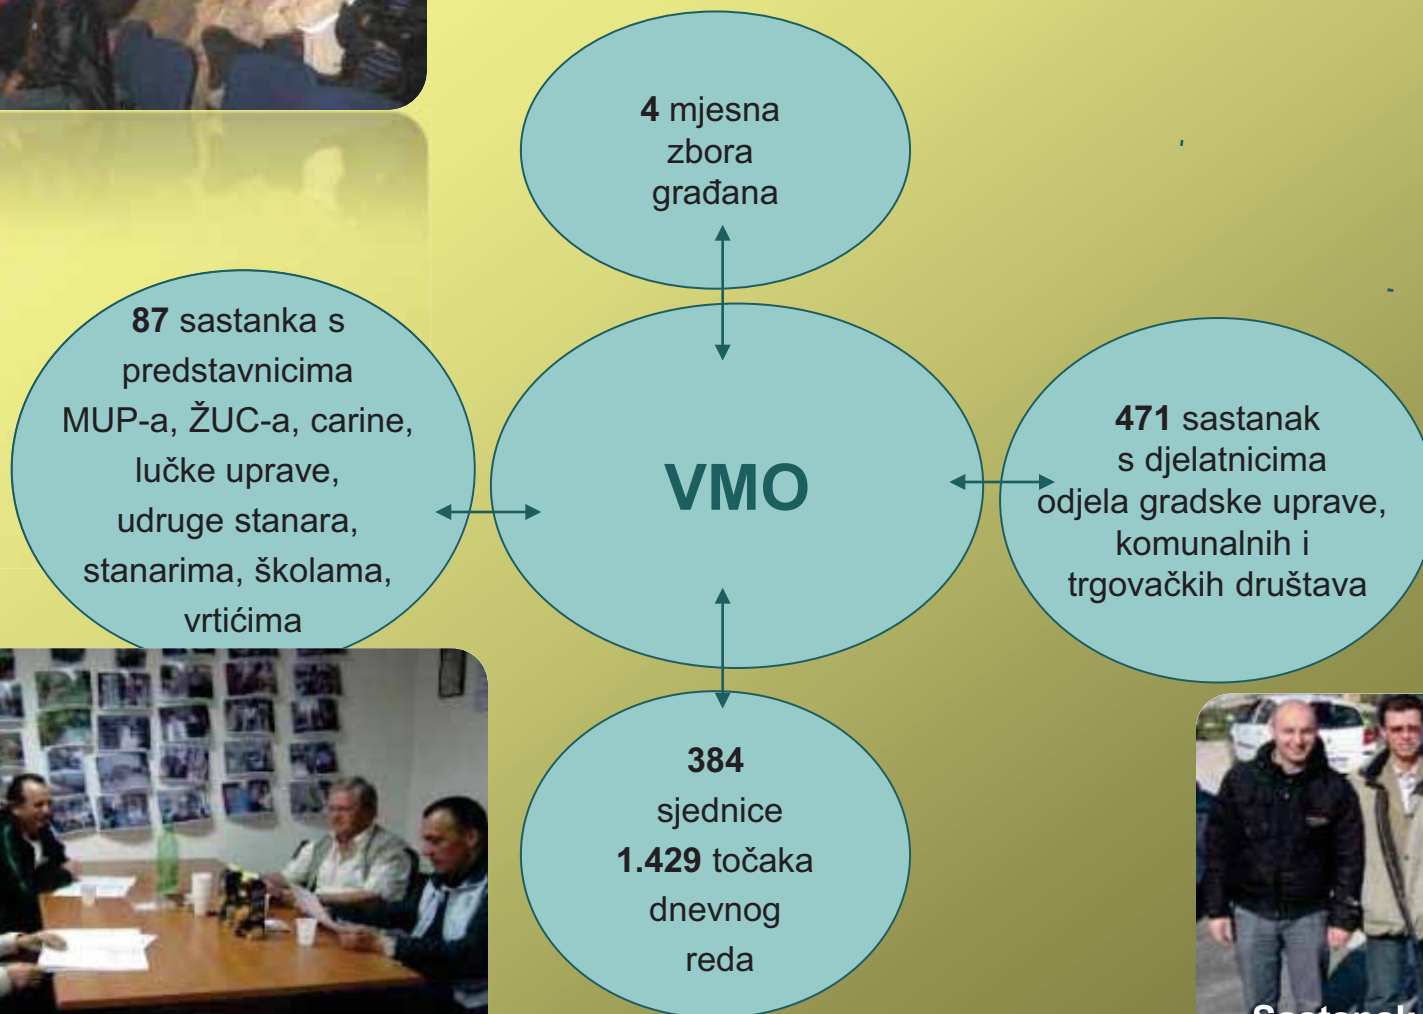 4 mjesna
zbora
građana
87 sastanka s
predstavnicima
MUP-a, ŽUC-a, carine,
lučke uprave,
udruge stanara,
stanarima, školama,
vrtićima
VMO
471 sastanak
s djelatnicima
odjela gradske uprave,
komunalnih i
trgovačkih društava
384
sjednice
1.429 točaka
dnevnog
reda